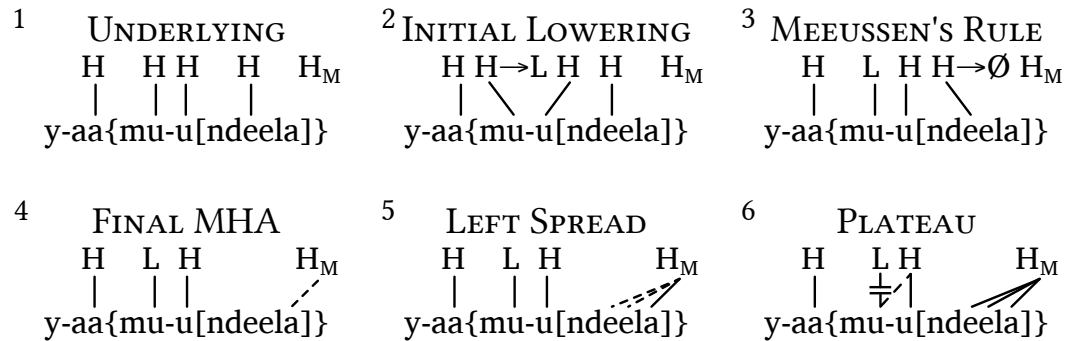 1 UNDERLYING 2 INITIAL LOWERING 3 MEEUSSEN'S RULE
H H H H H_M H H→L H H H_M H L H H→Ø H_M
y-aa{mu-u[ndeela]} y-aa{mu-u[ndeela]} y-aa{mu-u[ndeela]}
4 FINAL MHA 5 LEFT SPREAD 6 PLATEAU
H L H H_M H L H H_M H L H H_M
y-aa{mu-u[ndeela]} y-aa{mu-u[ndeela]} y-aa{mu-u[ndeela]}